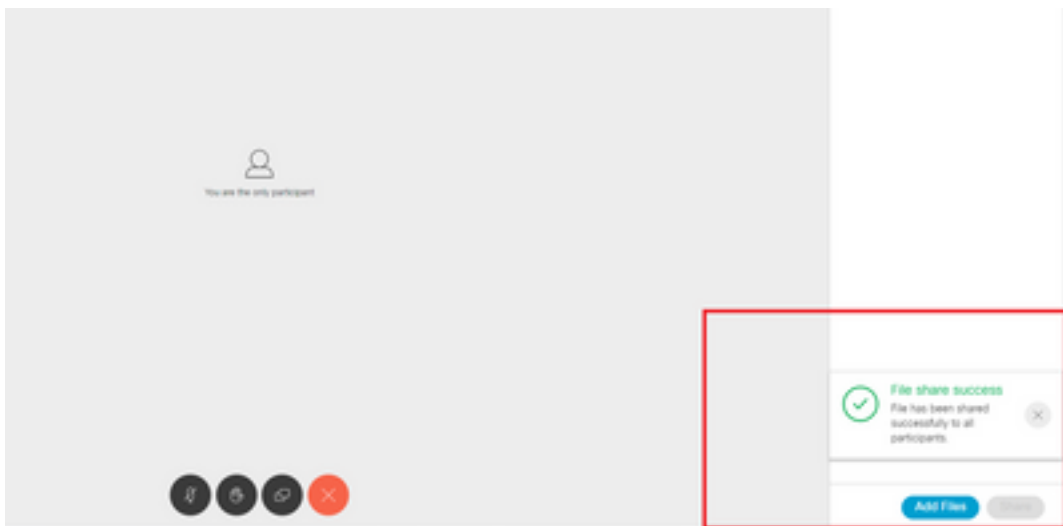 You are the only participant
File share success
File has been shared
successfully to all
participants.
Add Files
Share